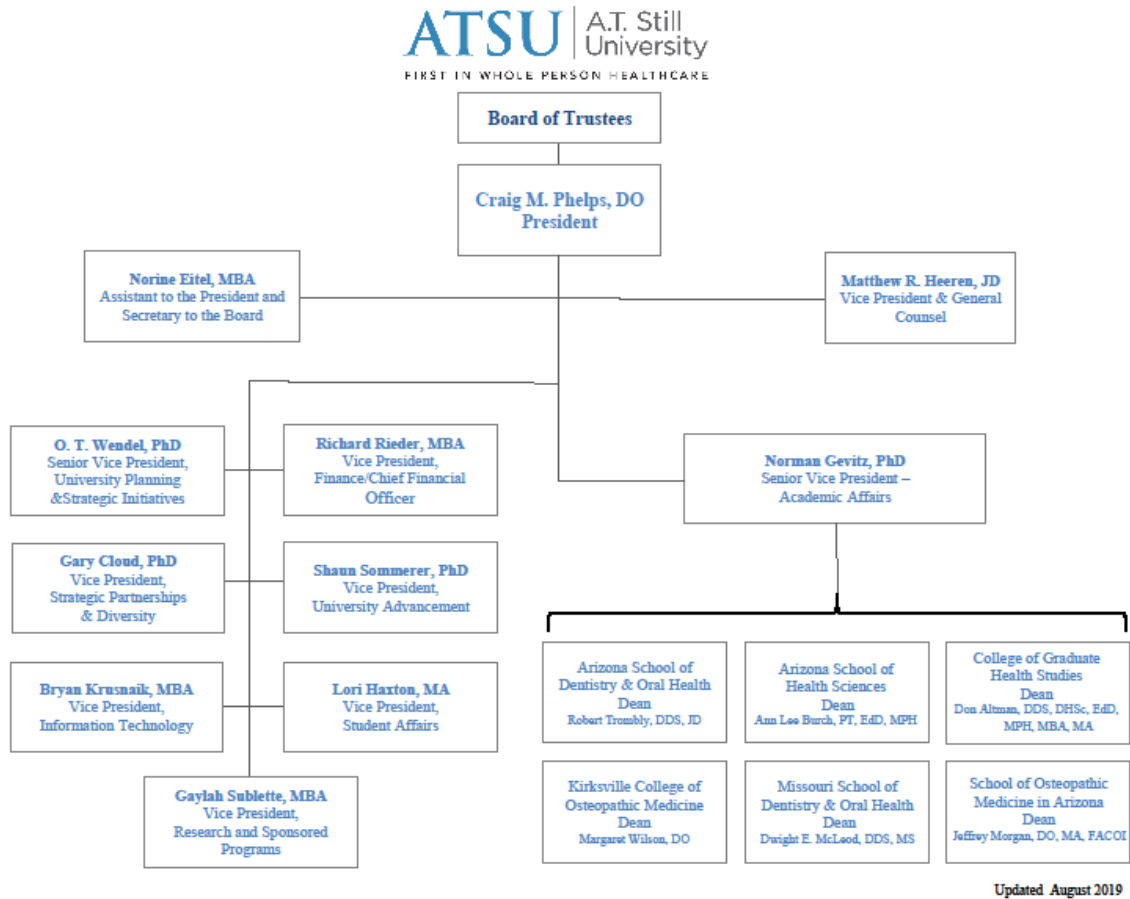 ATSU
A.T. Still
University
FIRST IN WHOLE PERSON HEALTHCARE
Board of Trustees
Craig M. Phelps, DO
President
Norine Eitel, MBA
Assistant to the President and
Secretary to the Board
Matthew R. Heeren, JD
Vice President & General
Counsel
O. T. Wendel, PhD
Senior Vice President,
University Planning
&Strategic Initiatives
Richard Rieder, MBA
Vice President,
Finance/Chief Financial
Officer
Norman Gevitz, PhD
Senior Vice President –
Academic Affairs
Gary Cloud, PhD
Vice President,
Strategic Partnerships
& Diversity
Shaun Sommerer, PhD
Vice President,
University Advancement
Bryan Krusnaik, MBA
Vice President,
Information Technology
Lori Haxton, MA
Vice President,
Student Affairs
Gaylah Sublette, MBA
Vice President,
Research and Sponsored
Programs
Arizona School of
Dentistry & Oral Health
Dean
Robert Trombly, DDS, JD
Arizona School of
Health Sciences
Dean
Ann Lee Burch, PT, EdD, MPH
College of Graduate
Health Studies
Dean
Don Altman, DDS, DHSc, EdD,
MPH, MBA, MA
Kirksville College of
Osteopathic Medicine
Dean
Margaret Wilson, DO
Missouri School of
Dentistry & Oral Health
Dean
Dwight E. McLeod, DDS, MS
School of Osteopathic
Medicine in Arizona
Dean
Jeffrey Morgan, DO, MA, FACOI
Updated August 2019